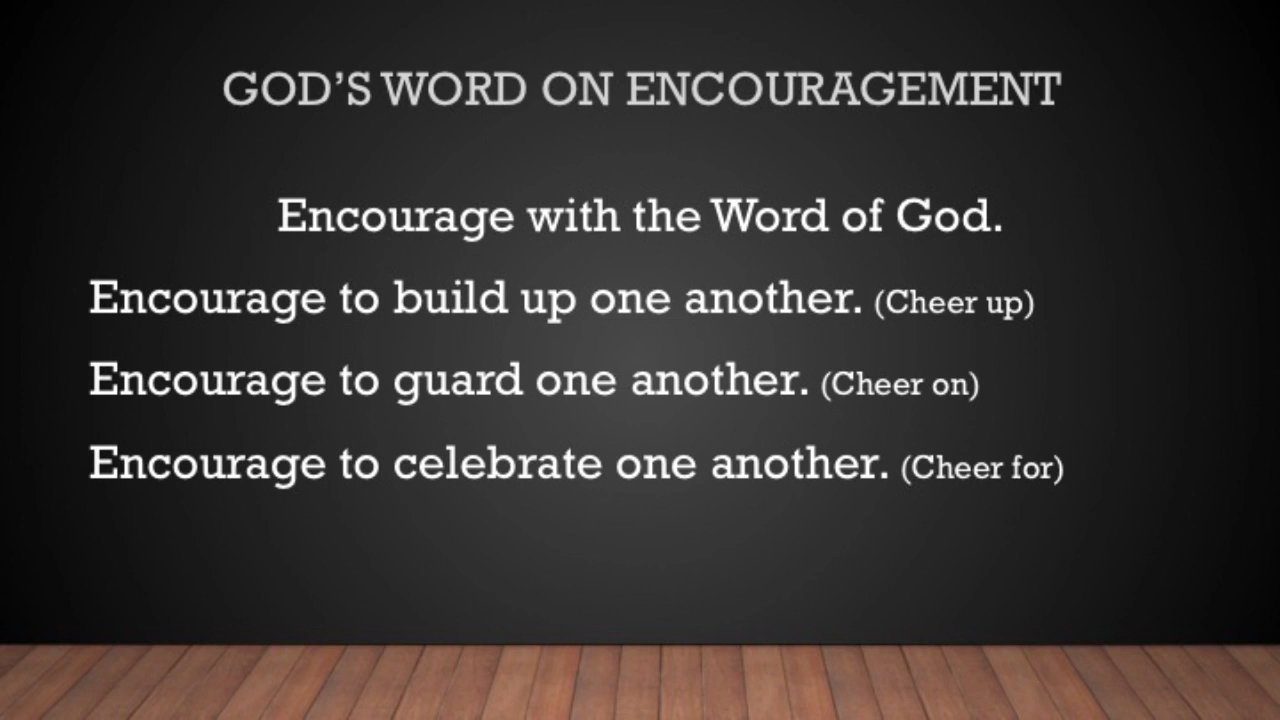 GOD'S WORD ON ENCOURAGEMENT
Encourage with the Word of God.
Encourage to build up one another. (Cheer up)
Encourage to guard one another. (Cheer on)
Encourage to celebrate one another. (Cheer for)